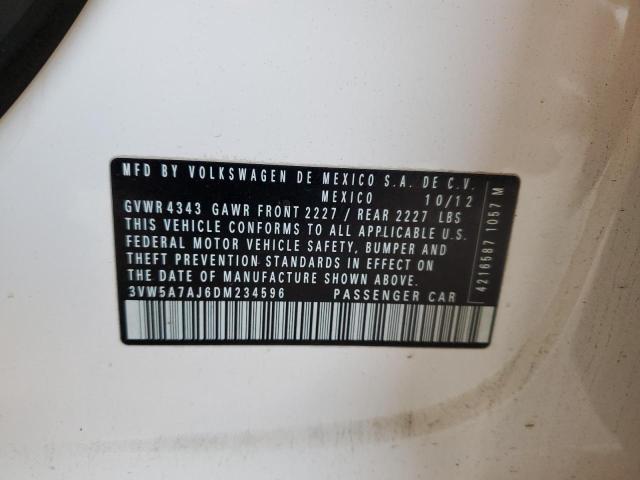 MFD BY VOLKSWAGEN DE MEXICO S.A. DE C.V.
MEXICO 10/12
GVWR 4343 GAWR FRONT 2227 / REAR 2227 LBS
THIS VEHICLE CONFORMS TO ALL APPLICABLE U.S.
FEDERAL MOTOR VEHICLE SAFETY, BUMPER AND
THEFT PREVENTION STANDARDS IN EFFECT ON
THE DATE OF MANUFACTURE SHOWN ABOVE.
3VW5A7AJ6DM234596 PASSENGER CAR
4216587 1057 M